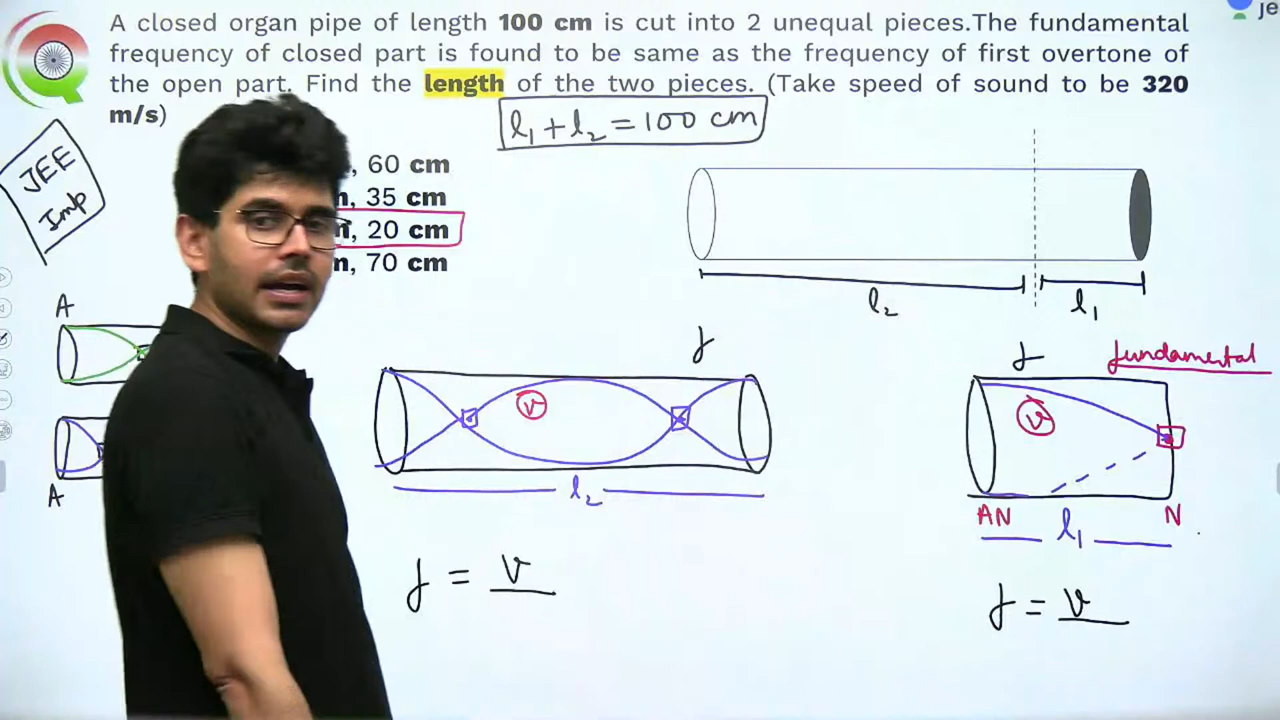 A closed organ pipe of length 100 cm is cut into 2 unequal pieces.The fundamental
frequency of closed part is found to be same as the frequency of first overtone of
the open part. Find the length of the two pieces. (Take speed of sound to be 320
m/s)
l₁ + l₂ = 100 cm
JEE
Imp
, 60 cm
, 35 cm
, 20 cm
, 70 cm
l₂
l₁
A
f
f
fundamental
v
v
A
l₂
AN
N
l₁
f = v
f = v
je